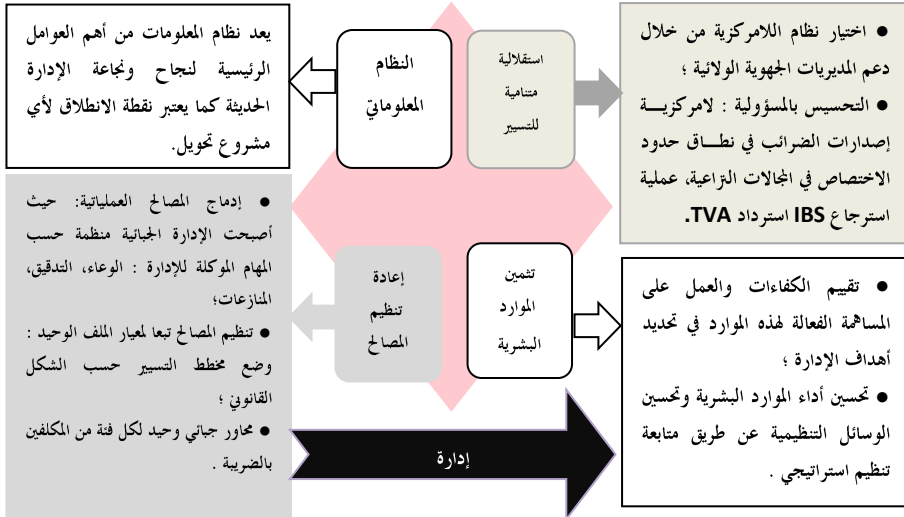 ● اختيار نظام اللامركزية من خلال
دعم المديريات الجهوية الولائية ؛
● التحسيس بالمسؤولية : لامركزيــــة
إصدارات الضرائب في نطــاق حدود
الاختصاص في المجالات النزاعية، عملية
استرجاع IBS استرداد TVA.
استقلالية
متنامية
للتسيير
النظام
المعلوماتي
يعد نظام المعلومات من أهم العوامل
الرئيسية لنجاح ونجاعة الإدارة
الحديثة كما يعتبر نقطة الانطلاق لأي
مشروع تحويل.
● تقييم الكفاءات والعمل على
المساهمة الفعالة لهذه الموارد في تحديد
أهداف الإدارة ؛
● تحسين أداء الموارد البشرية وتحسين
الوسائل التنظيمية عن طريق متابعة
تنظيم استراتيجي .
تثمين
الموارد
البشرية
إعادة
تنظيم
المصالح
● إدماج المصالح العملياتية: حيث
أصبحت الإدارة الجبائية منظمة حسب
المهام الموكلة للإدارة : الوعاء، التدقيق،
المنازعات؛
● تنظيم المصالح تبعا لمعيار الملف الوحيد :
وضع مخطط التسيير حسب الشكل
القانوني ؛
● محاور جبائي وحيد لكل فئة من المكلفين
بالضريبة .
إدارة